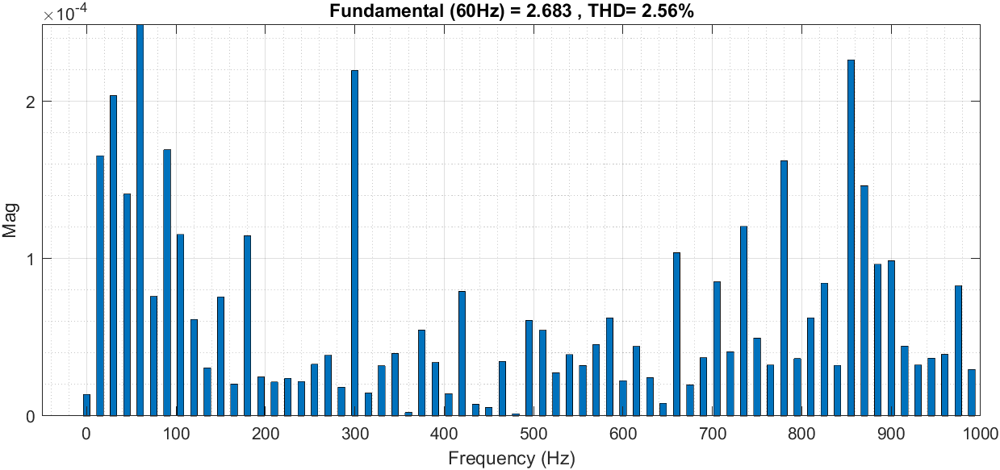 Fundamental (60Hz) = 2.683 , THD= 2.56%
×10⁻⁴
2
1
0
Mag
0 100 200 300 400 500 600 700 800 900 1000
Frequency (Hz)